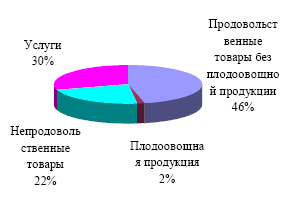 Продовольст
венные
товары без
плодоовощно
й продукции
46%
Услуги
30%
Непродоволь
ственные
товары
22%
Плодоовощна
я продукция
2%